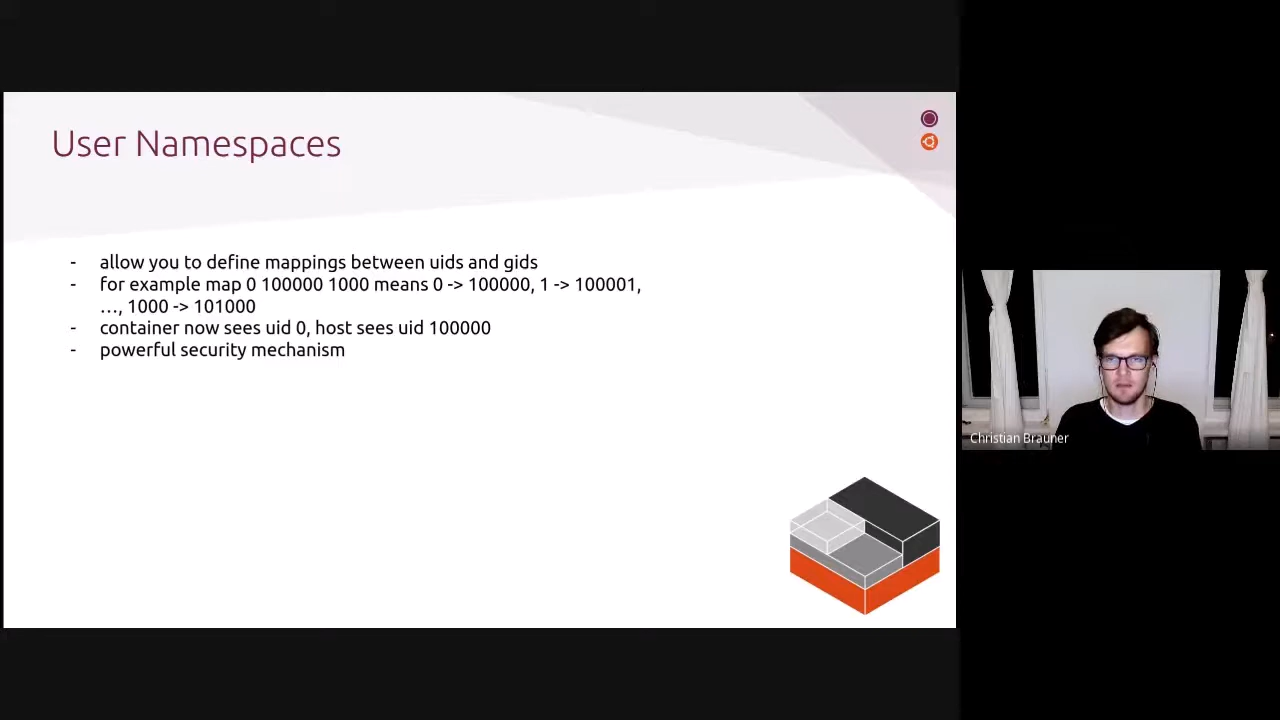 User Namespaces
- allow you to define mappings between uids and gids
- for example map 0 100000 1000 means 0 -> 100000, 1 -> 100001,
…, 1000 -> 101000
- container now sees uid 0, host sees uid 100000
- powerful security mechanism
Christian Brauner